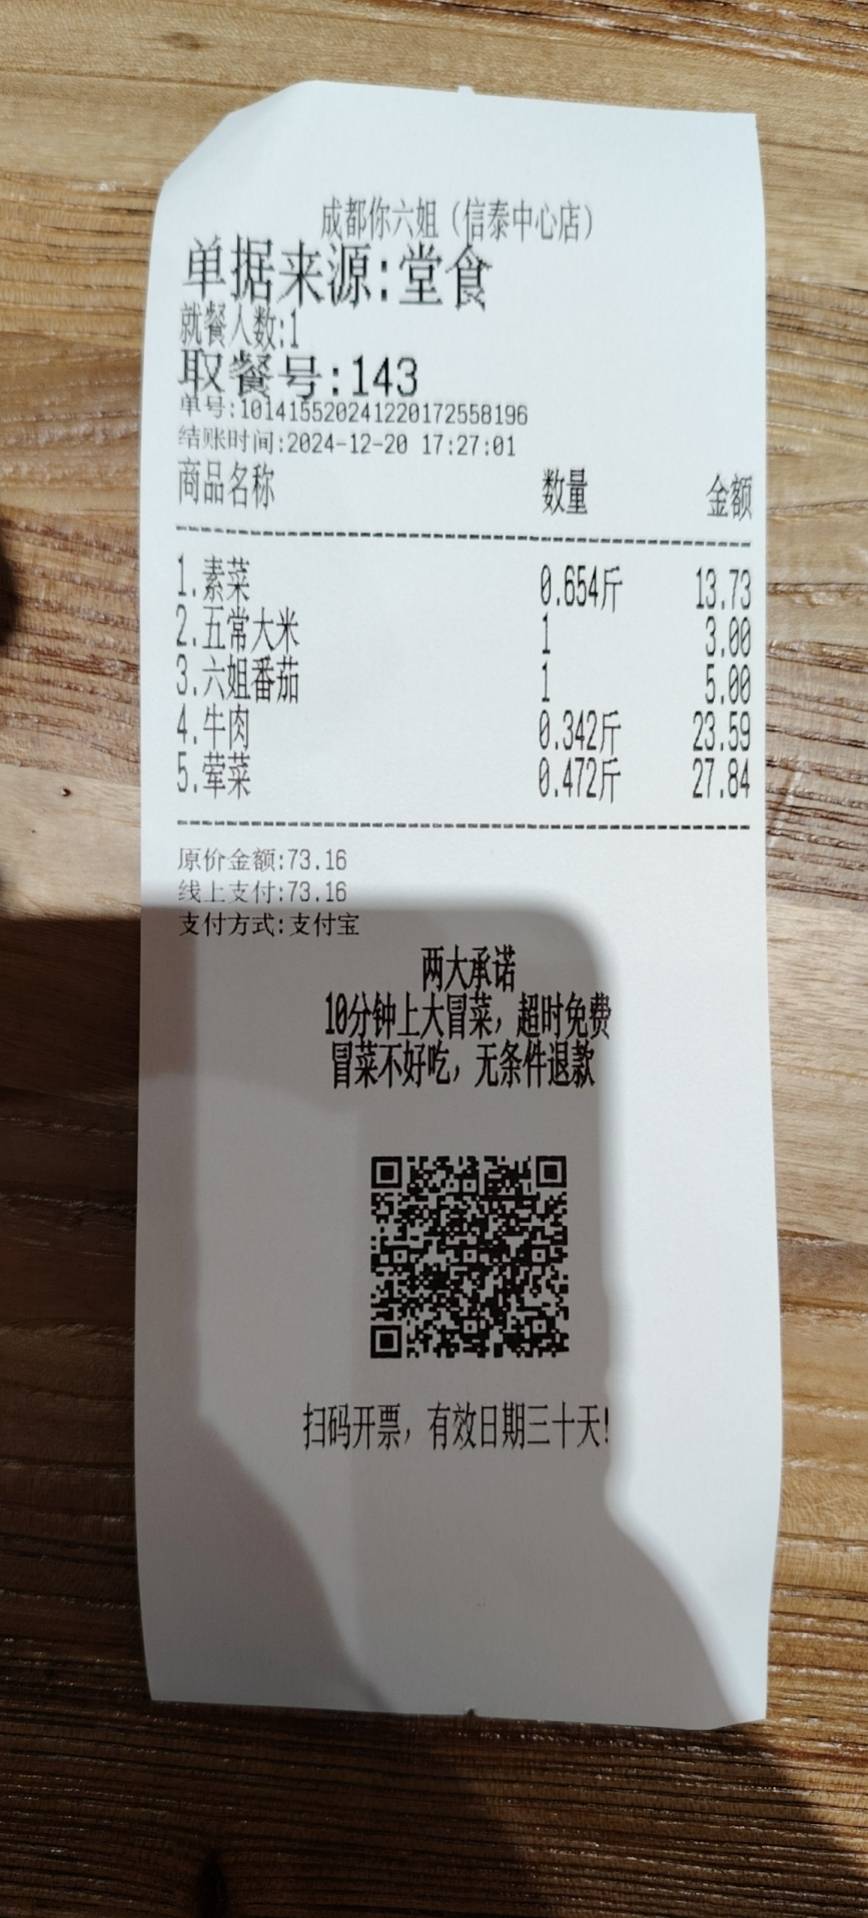 成都你六姐（信泰中心店）
单据来源:堂食
就餐人数:1
取餐号:143
单号:101415520241220172558196
结账时间:2024-12-20 17:27:01
商品名称 数量 金额
1.素菜 0.654斤 13.73
2.五常大米 1 3.00
3.六姐番茄 1 5.00
4.牛肉 0.342斤 23.59
5.荤菜 0.472斤 27.84
原价金额:73.16
线上支付:73.16
支付方式:支付宝
两大承诺
10分钟上大冒菜，超时免费
冒菜不好吃，无条件退款
扫码开票，有效日期三十天!